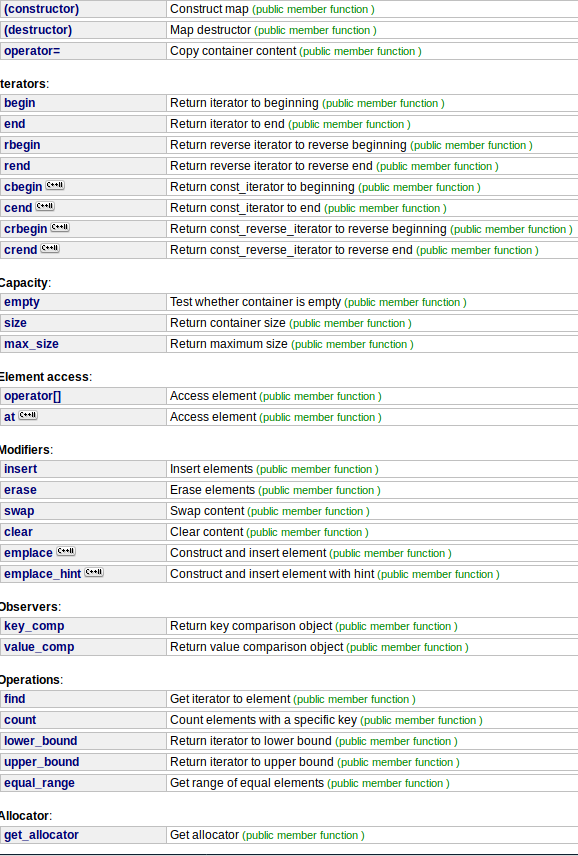 (constructor) Construct map (public member function )
(destructor) Map destructor (public member function )
operator= Copy container content (public member function )
terators:
begin Return iterator to beginning (public member function )
end Return iterator to end (public member function )
rbegin Return reverse iterator to reverse beginning (public member function )
rend Return reverse iterator to reverse end (public member function )
cbegin C++11 Return const_iterator to beginning (public member function )
cend C++11 Return const_iterator to end (public member function )
crbegin C++11 Return const_reverse_iterator to reverse beginning (public member function )
crend C++11 Return const_reverse_iterator to reverse end (public member function )
Capacity:
empty Test whether container is empty (public member function )
size Return container size (public member function )
max_size Return maximum size (public member function )
Element access:
operator[] Access element (public member function )
at C++11 Access element (public member function )
Modifiers:
insert Insert elements (public member function )
erase Erase elements (public member function )
swap Swap content (public member function )
clear Clear content (public member function )
emplace C++11 Construct and insert element (public member function )
emplace_hint C++11 Construct and insert element with hint (public member function )
Observers:
key_comp Return key comparison object (public member function )
value_comp Return value comparison object (public member function )
Operations:
find Get iterator to element (public member function )
count Count elements with a specific key (public member function )
lower_bound Return iterator to lower bound (public member function )
upper_bound Return iterator to upper bound (public member function )
equal_range Get range of equal elements (public member function )
Allocator:
get_allocator Get allocator (public member function )